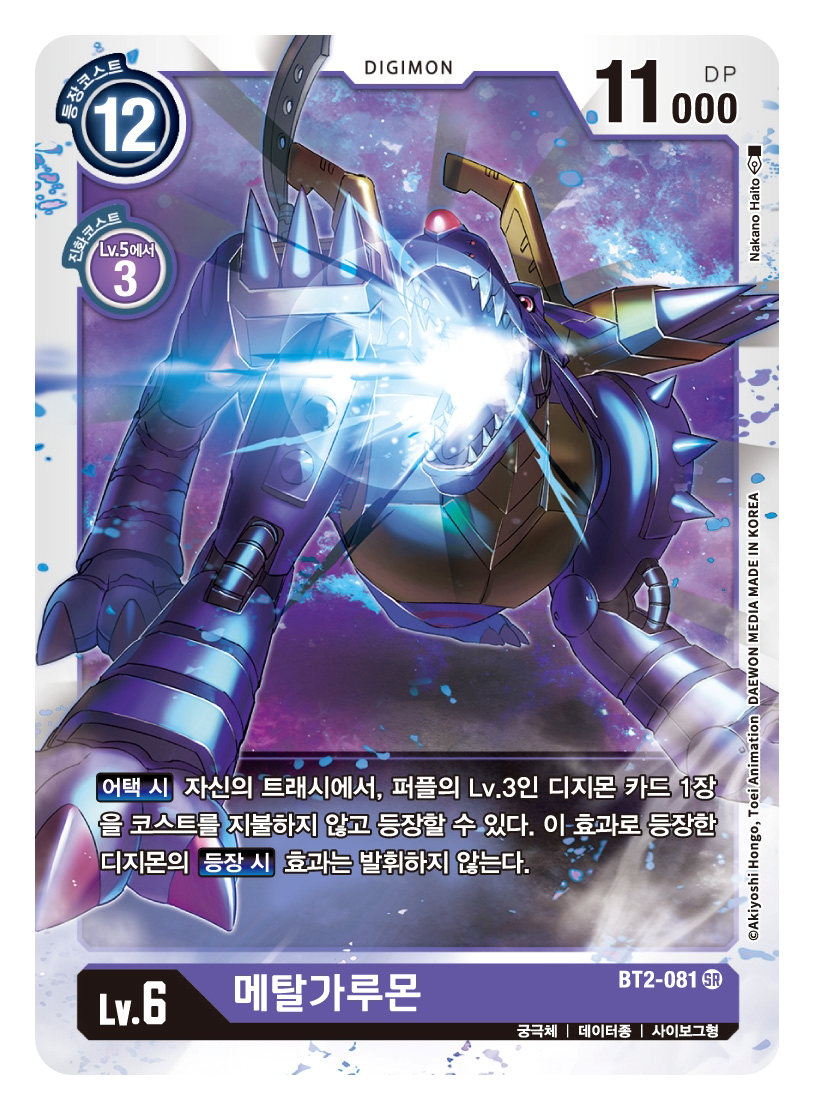 DIGIMON
등장코스트
12
11000
DP
진화코스트
Lv.5에서
3
Nakano Haito
어택 시 자신의 트래시에서, 퍼플의 Lv.3인 디지몬 카드 1장
을 코스트를 지불하지 않고 등장할 수 있다. 이 효과로 등장한
디지몬의 등장 시 효과는 발휘하지 않는다.
©Akiyoshi Hongo, Toei Animation DAEWON MEDIA MADE IN KOREA
Lv.6
메탈가루몬
BT2-081 SR
궁극체 | 데이터종 | 사이보그형